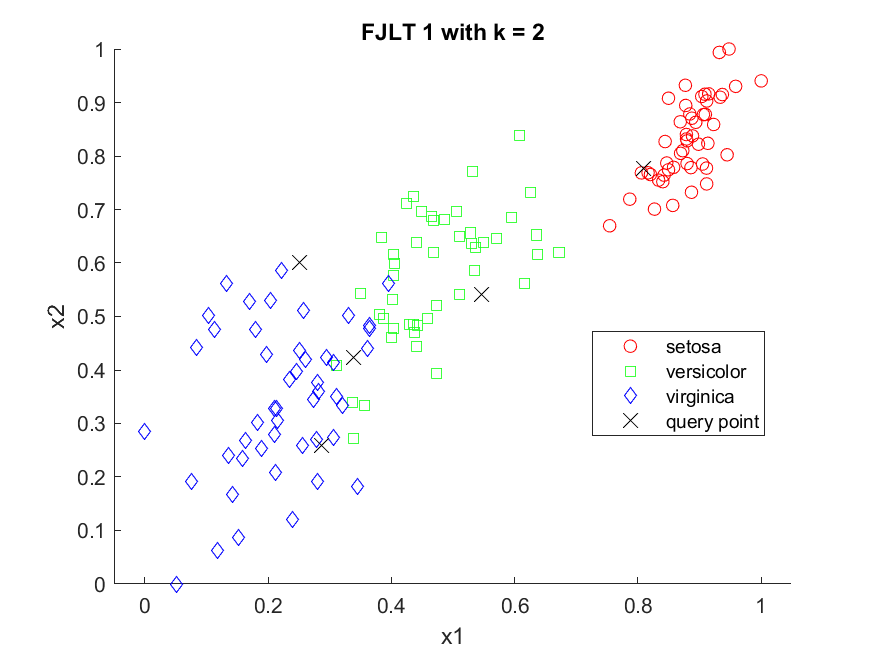 FJLT 1 with k = 2
1
0.9
0.8
0.7
0.6
0.5
0.4
0.3
0.2
0.1
0
x2
setosa
versicolor
virginica
query point
0 0.2 0.4 0.6 0.8 1
x1